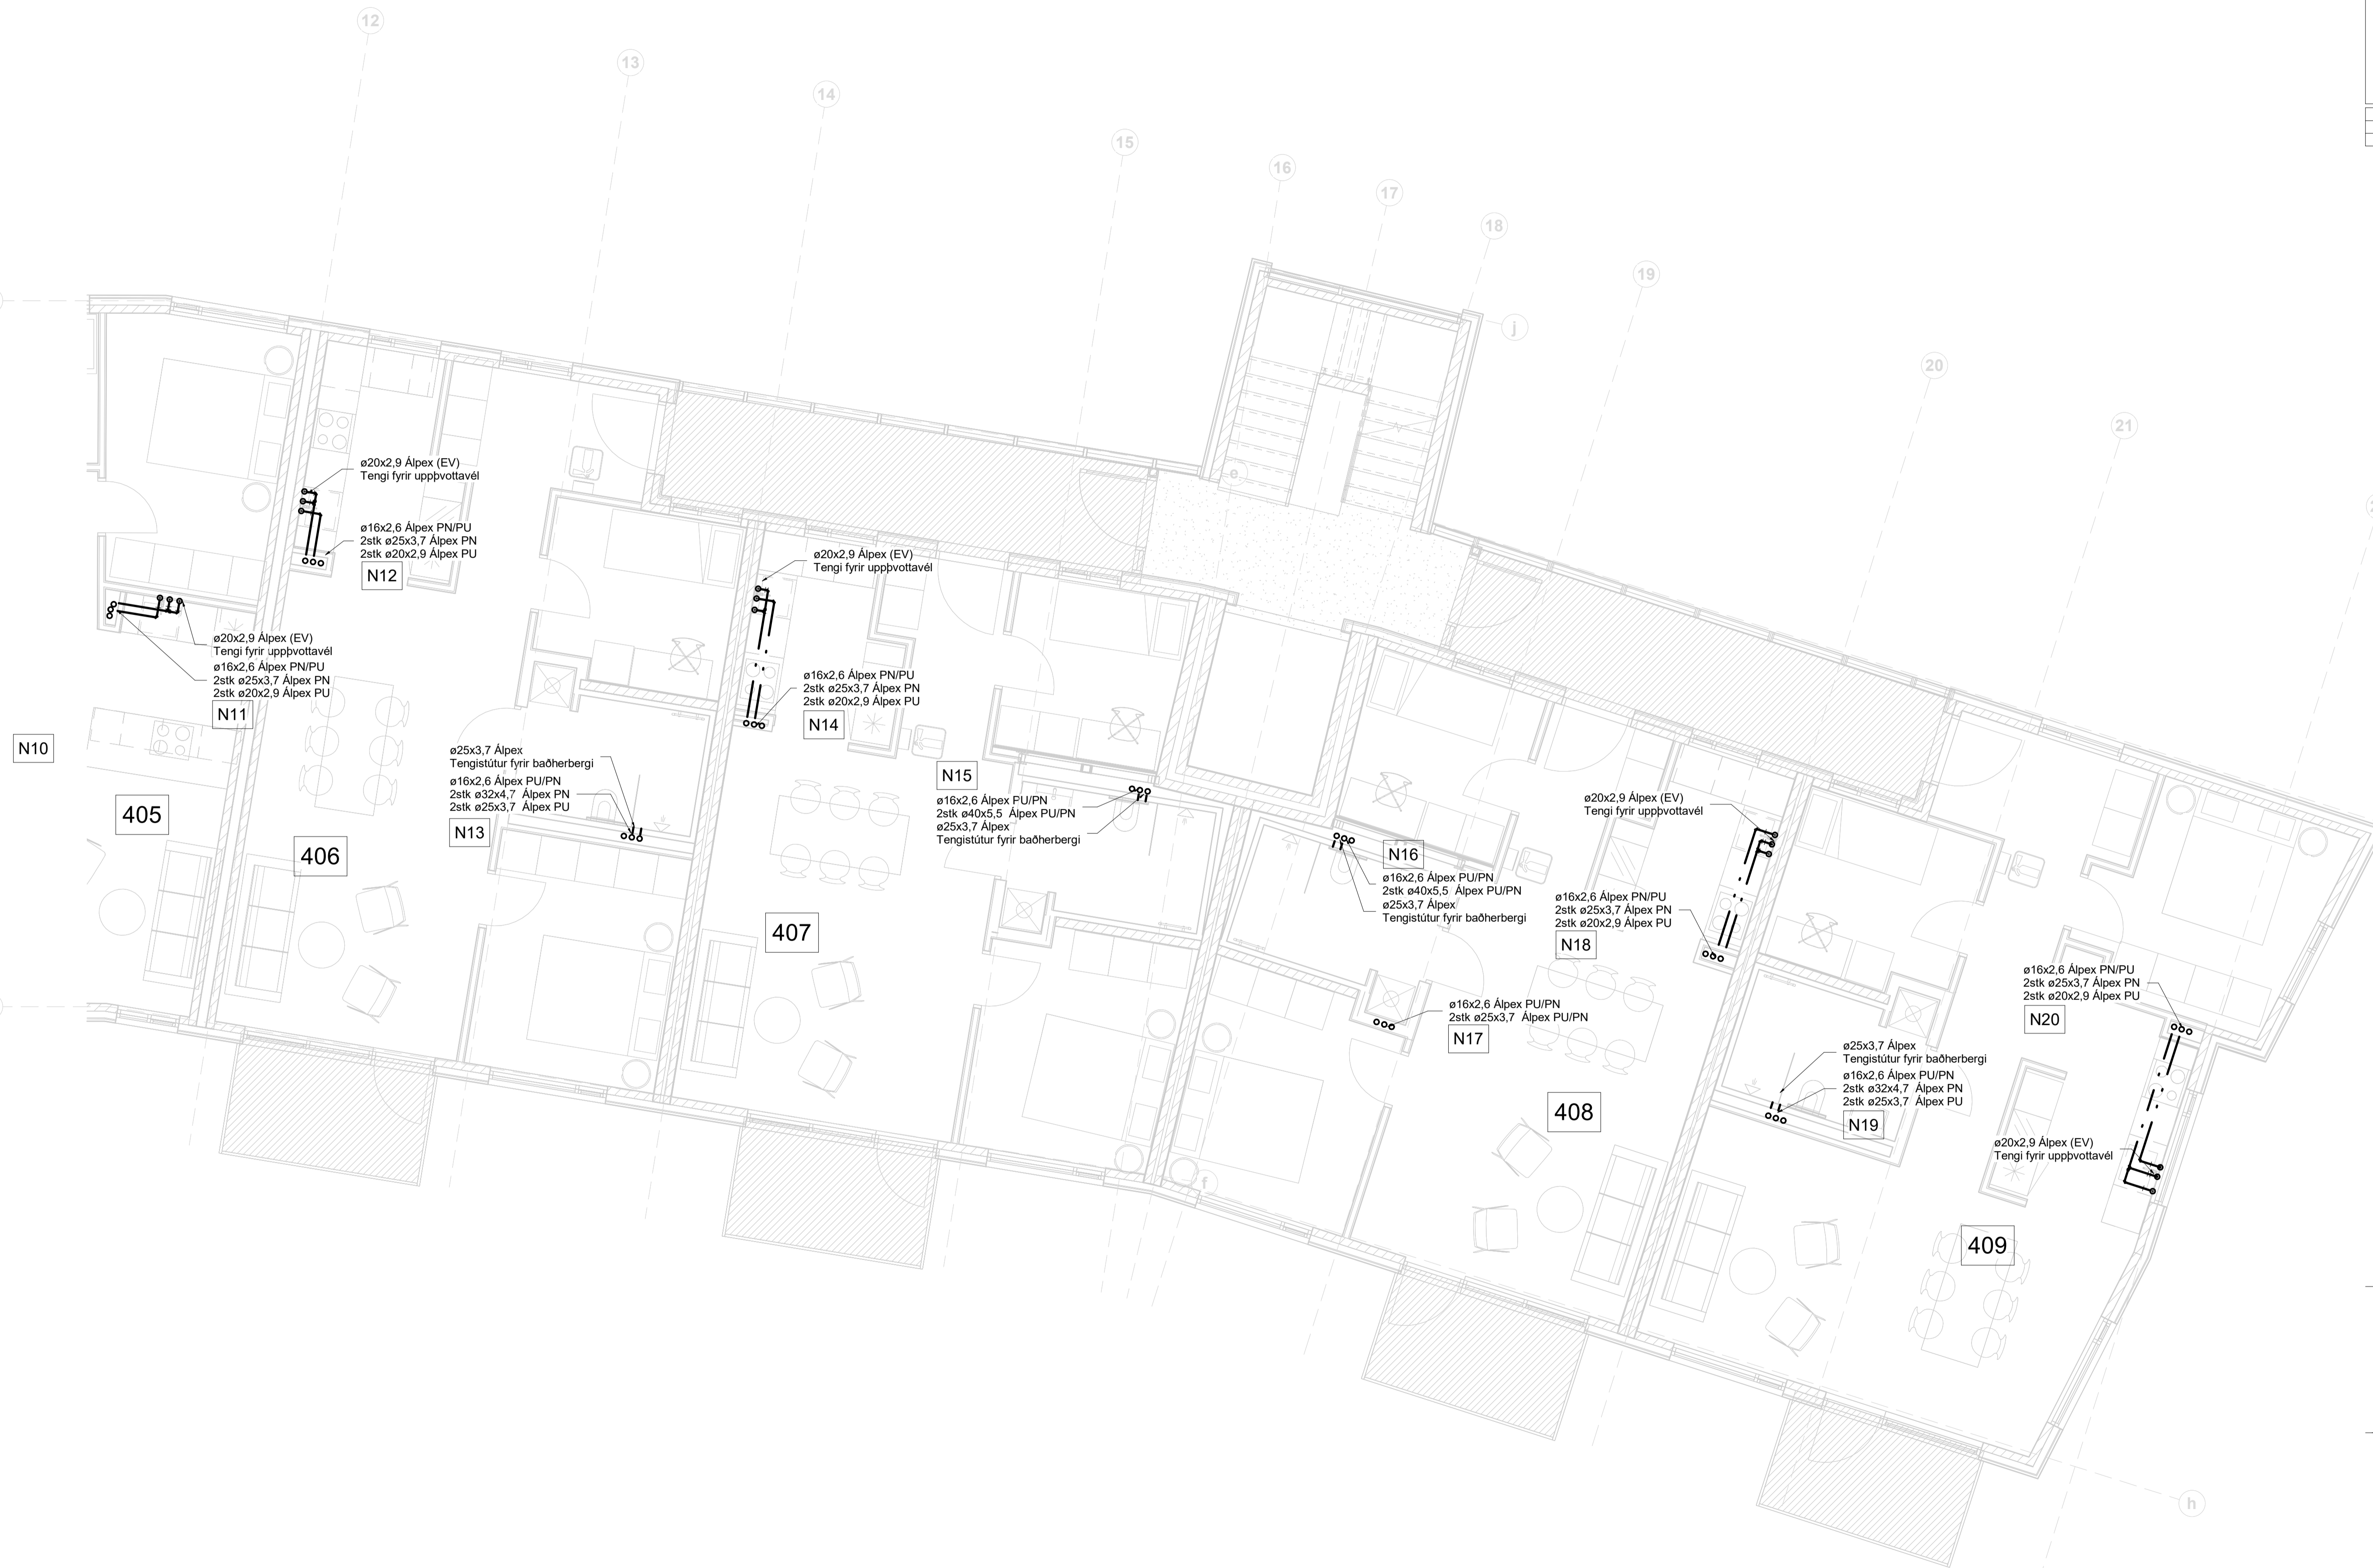 12
13
14
15
16
17
18
19
20
21
j
e
f
h
ø20x2,9 Álpex (EV)
Tengi fyrir uppþvottavél
ø16x2,6 Álpex PN/PU
2stk ø25x3,7 Álpex PN
2stk ø20x2,9 Álpex PU
N12
ø20x2,9 Álpex (EV)
Tengi fyrir uppþvottavél
ø16x2,6 Álpex PN/PU
2stk ø25x3,7 Álpex PN
2stk ø20x2,9 Álpex PU
N11
N10
405
406
ø25x3,7 Álpex
Tengistútur fyrir baðherbergi
ø16x2,6 Álpex PU/PN
2stk ø32x4,7 Álpex PN
2stk ø25x3,7 Álpex PU
N13
ø20x2,9 Álpex (EV)
Tengi fyrir uppþvottavél
ø16x2,6 Álpex PN/PU
2stk ø25x3,7 Álpex PN
2stk ø20x2,9 Álpex PU
N14
N15
ø16x2,6 Álpex PU/PN
2stk ø40x5,5 Álpex PU/PN
ø25x3,7 Álpex
Tengistútur fyrir baðherbergi
407
N16
ø16x2,6 Álpex PU/PN
2stk ø40x5,5 Álpex PU/PN
ø25x3,7 Álpex
Tengistútur fyrir baðherbergi
ø20x2,9 Álpex (EV)
Tengi fyrir uppþvottavél
ø16x2,6 Álpex PN/PU
2stk ø25x3,7 Álpex PN
2stk ø20x2,9 Álpex PU
N18
ø16x2,6 Álpex PU/PN
2stk ø25x3,7 Álpex PU/PN
N17
408
ø16x2,6 Álpex PN/PU
2stk ø25x3,7 Álpex PN
2stk ø20x2,9 Álpex PU
N20
ø25x3,7 Álpex
Tengistútur fyrir baðherbergi
ø16x2,6 Álpex PU/PN
2stk ø32x4,7 Álpex PN
2stk ø25x3,7 Álpex PU
N19
ø20x2,9 Álpex (EV)
Tengi fyrir uppþvottavél
409